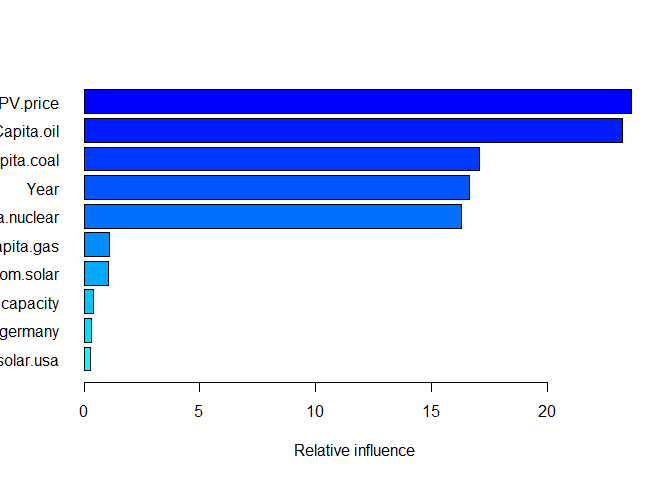 PV.price
Capita.oil
pita.coal
Year
a.nuclear
apita.gas
om.solar
capacity
germany
solar.usa
0 5 10 15 20
Relative influence